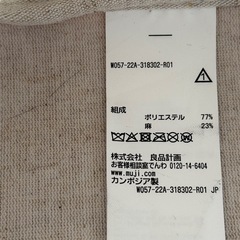 W057-22A-318302-R01
1
組成
ポリエステル 77%
麻 23%
株式会社 良品計画
お客様相談室でんわ 0120-14-6404
www.muji.com
カンボジア製
W057-22A-318302-R01 JP